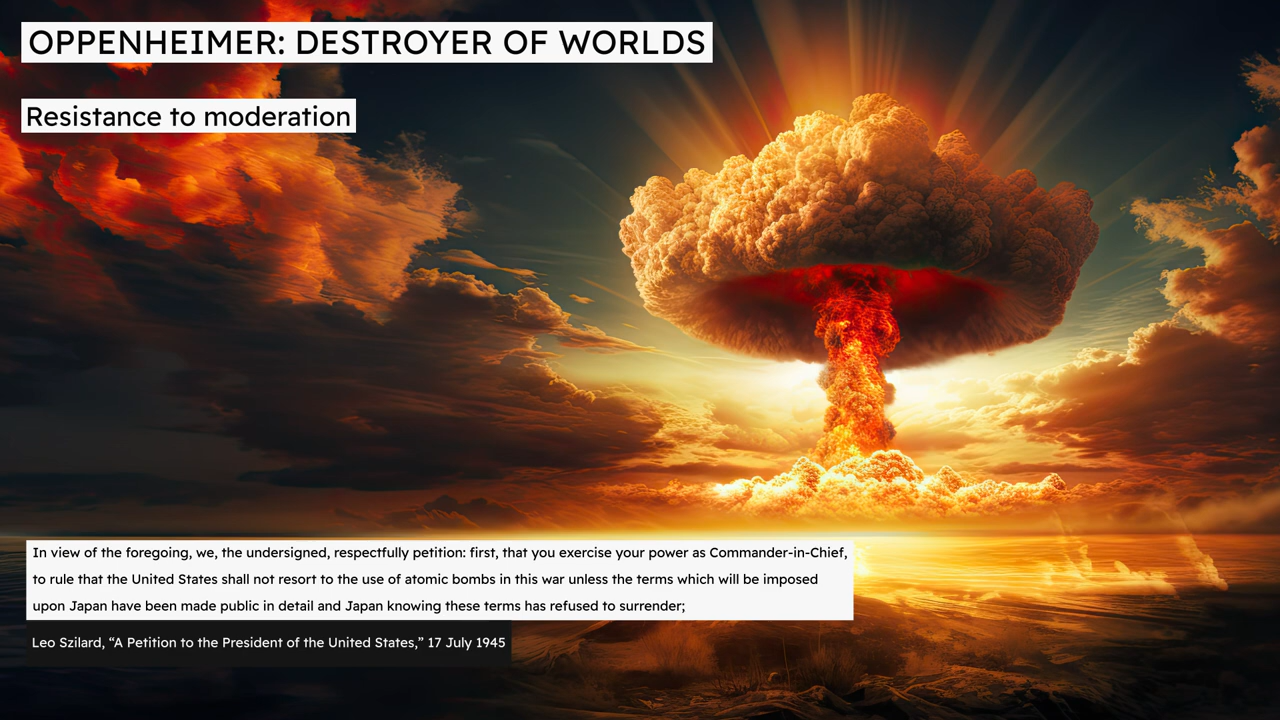 OPPENHEIMER: DESTROYER OF WORLDS
Resistance to moderation
In view of the foregoing, we, the undersigned, respectfully petition: first, that you exercise your power as Commander-in-Chief,
to rule that the United States shall not resort to the use of atomic bombs in this war unless the terms which will be imposed
upon Japan have been made public in detail and Japan knowing these terms has refused to surrender;
Leo Szilard, “A Petition to the President of the United States,” 17 July 1945